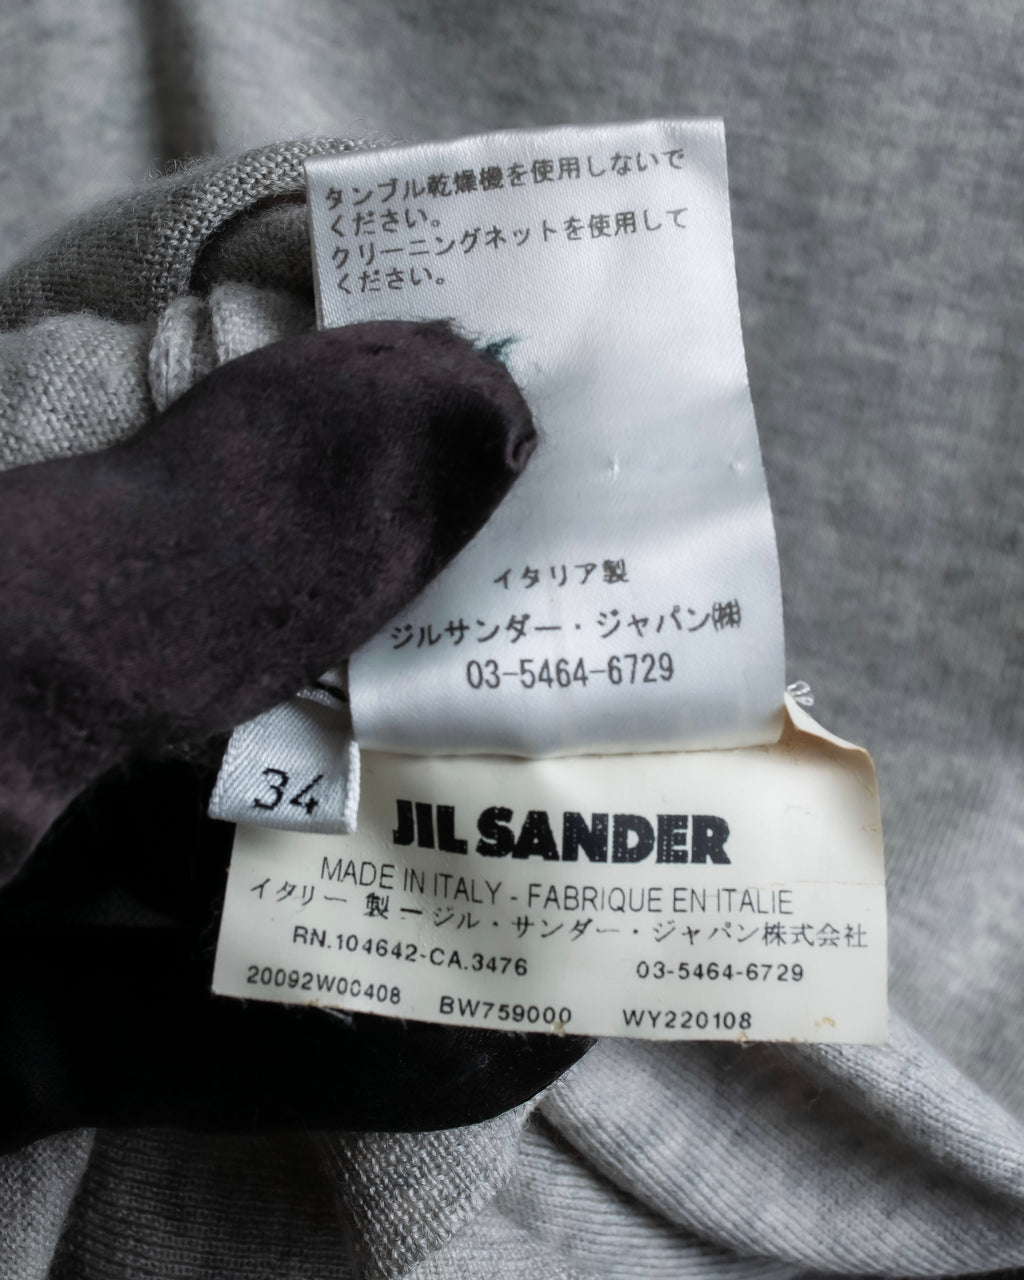 タンブル乾燥機を使用しないで
ください。
クリーニングネットを使用して
ください。
イタリア製
ジルサンダー・ジャパン㈱
03-5464-6729
34
JIL SANDER
MADE IN ITALY - FABRIQUE EN ITALIE
イタリー 製 ー ジル・サンダー・ジャパン株式会社
RN.104642-CA.3476 03-5464-6729
20092W00408 BW759000 WY220108